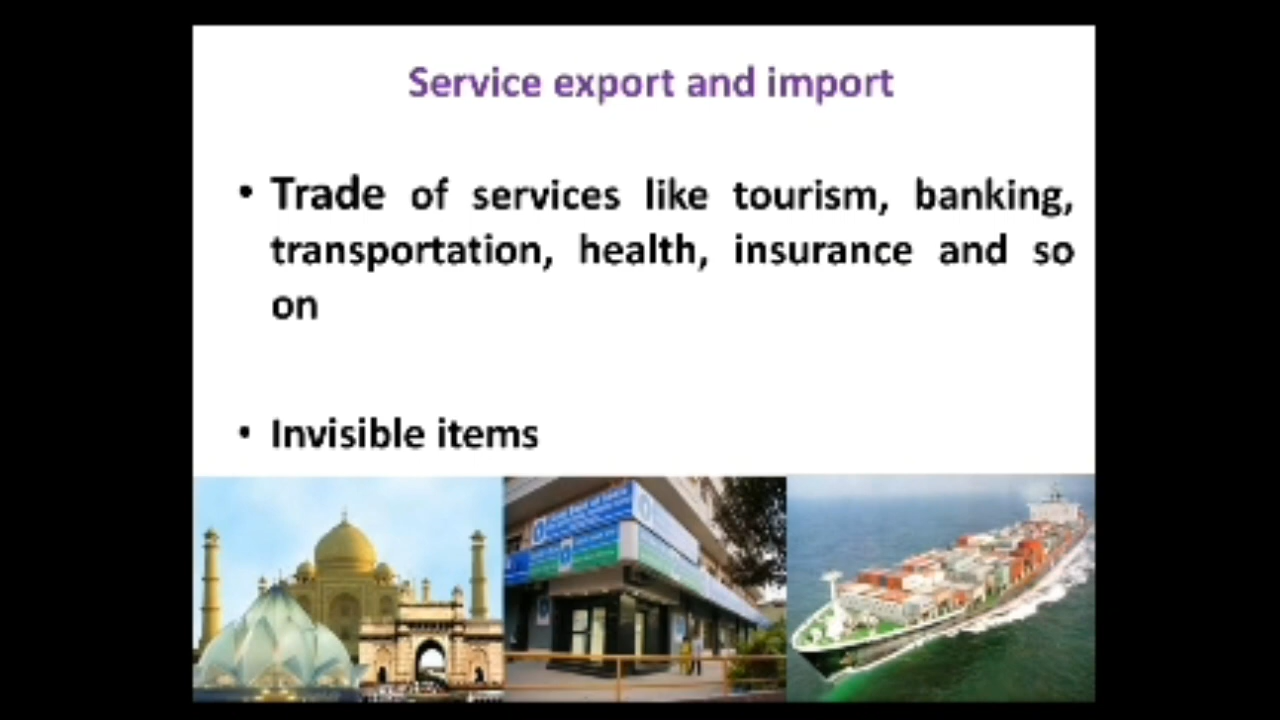 Service export and import
• Trade of services like tourism, banking,
transportation, health, insurance and so
on
• Invisible items